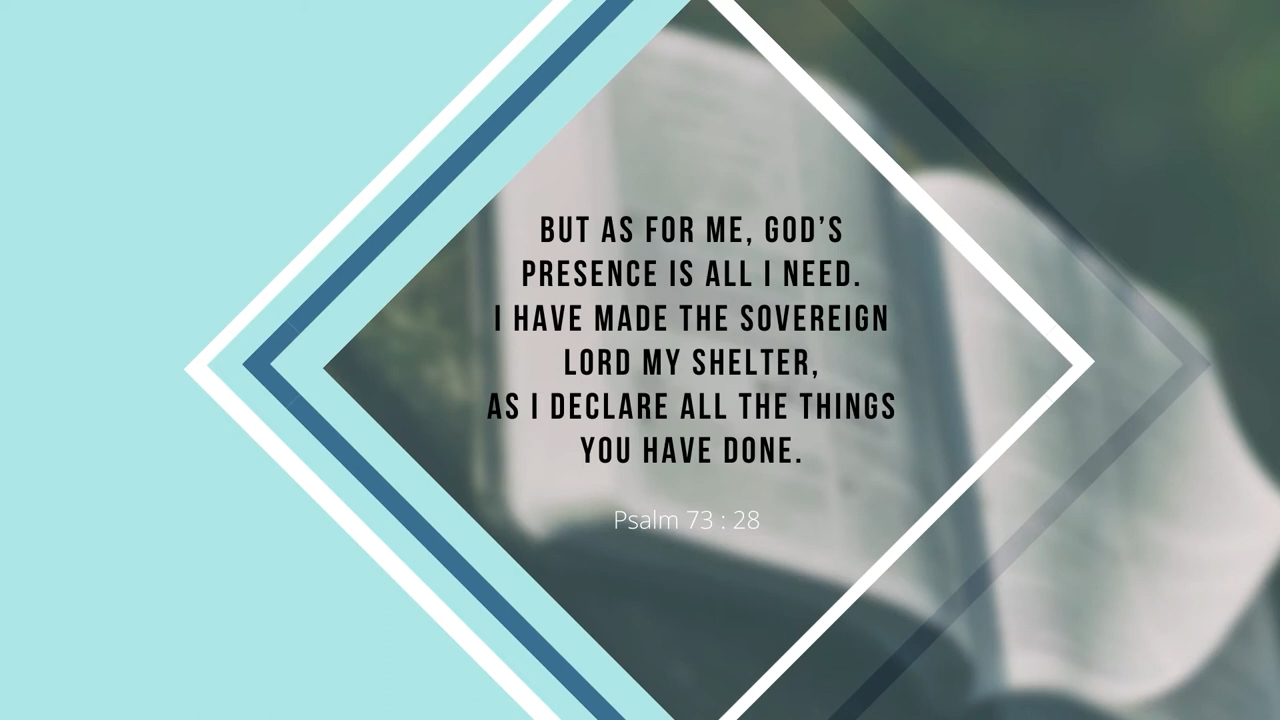 BUT AS FOR ME, GOD’S
PRESENCE IS ALL I NEED.
I HAVE MADE THE SOVEREIGN
LORD MY SHELTER,
AS I DECLARE ALL THE THINGS
YOU HAVE DONE.
Psalm 73 : 28